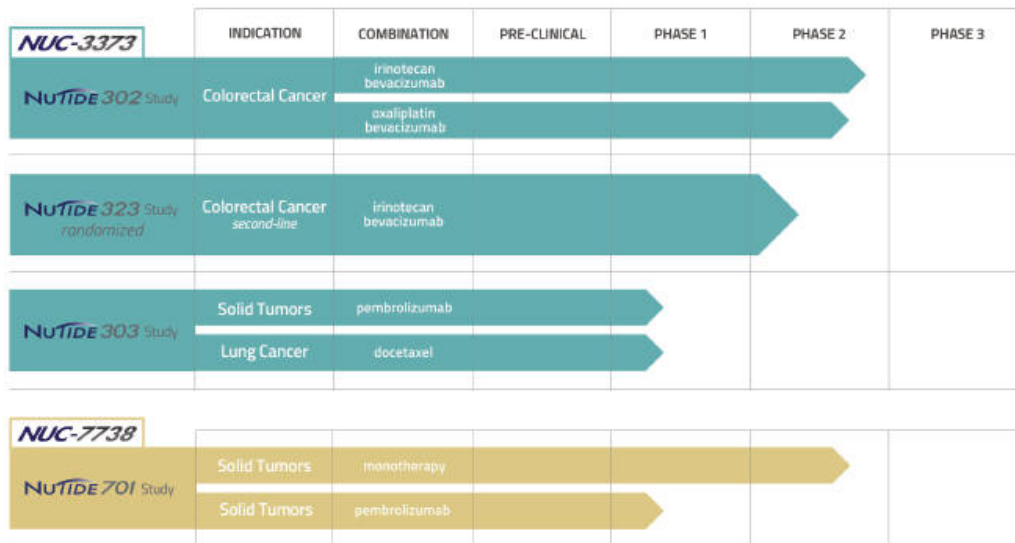 INDICATION COMBINATION PRE-CLINICAL PHASE 1 PHASE 2 PHASE 3
NUC-3373
NUTIDE 302 Study
Colorectal Cancer
irinotecan
bevacizumab
oxaliplatin
bevacizumab
NUTIDE 323 Study
randomized
Colorectal Cancer
second-line
irinotecan
bevacizumab
NUTIDE 303 Study
Solid Tumors
pembrolizumab
Lung Cancer
docetaxel
NUC-7738
NUTIDE 701 Study
Solid Tumors
monotherapy
Solid Tumors
pembrolizumab